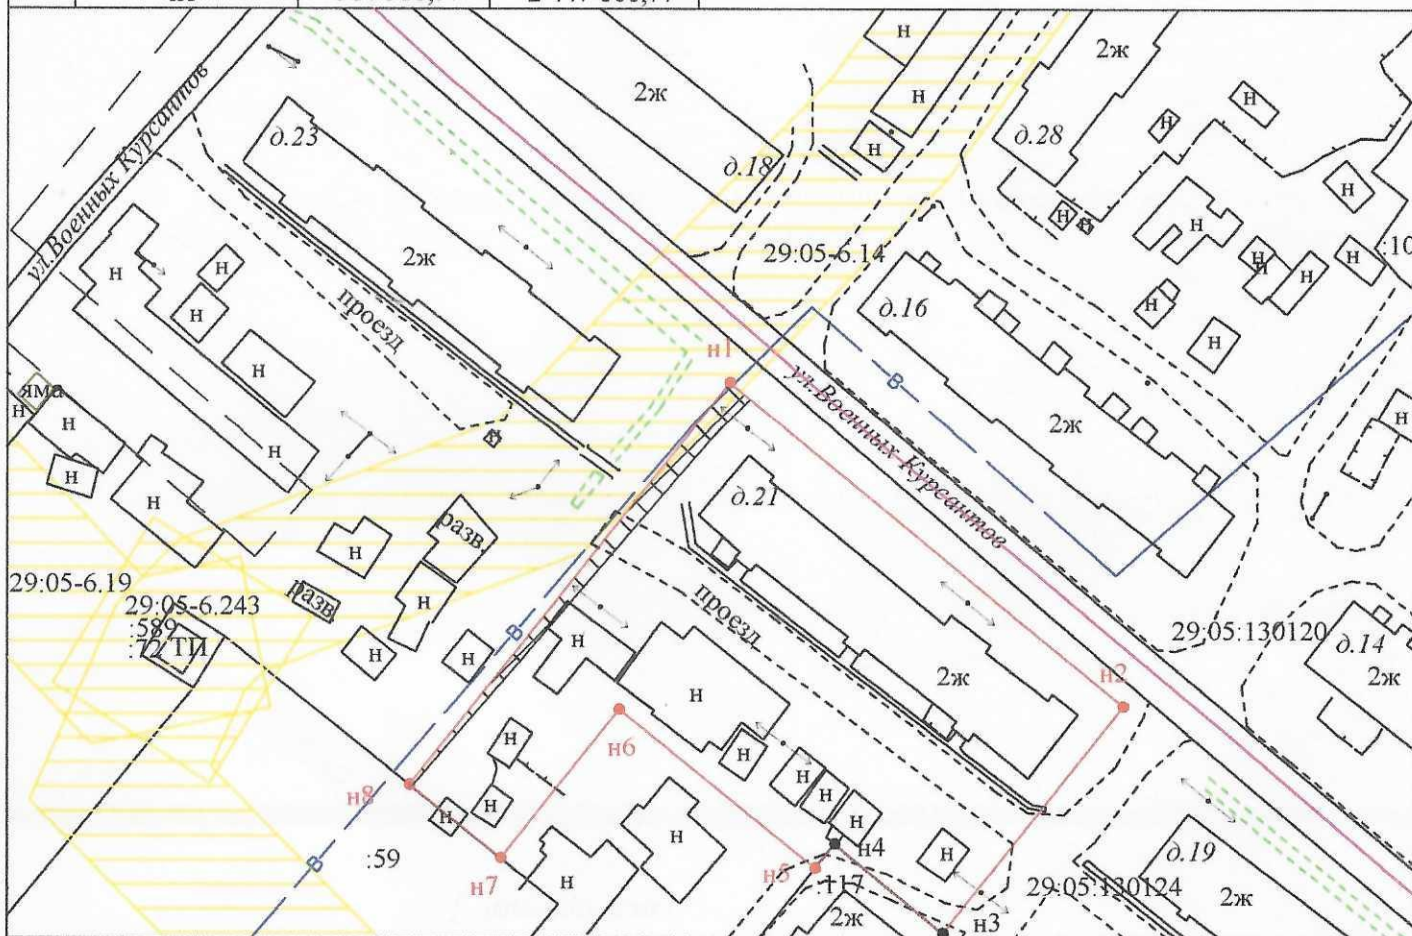 2ж
2ж
н
н
н
д.28
н
н
д.23
д.18
н
н
ул.Военных Курсантов
н
н
н
:10
2ж
29:05-6.14
н
н
н
н
н
н
д.16
н
н
н
проезд
н1
н
В
яма
н
ул.Военных Курсантов
н
н
2ж
н
н
н
н
д.21
н
разв.
н
29:05-6.19
29:05-6.243
разв.
н
проезд
:589
:72
ТП
В
н
н
н
29:05:130120
д.14
2ж
н2
2ж
н
н6
н
н
н
н
н8
н
н
н
н
н4
н
д.19
В
:59
н7
н
н5
:117
29:05:130124
2ж
2ж
н3